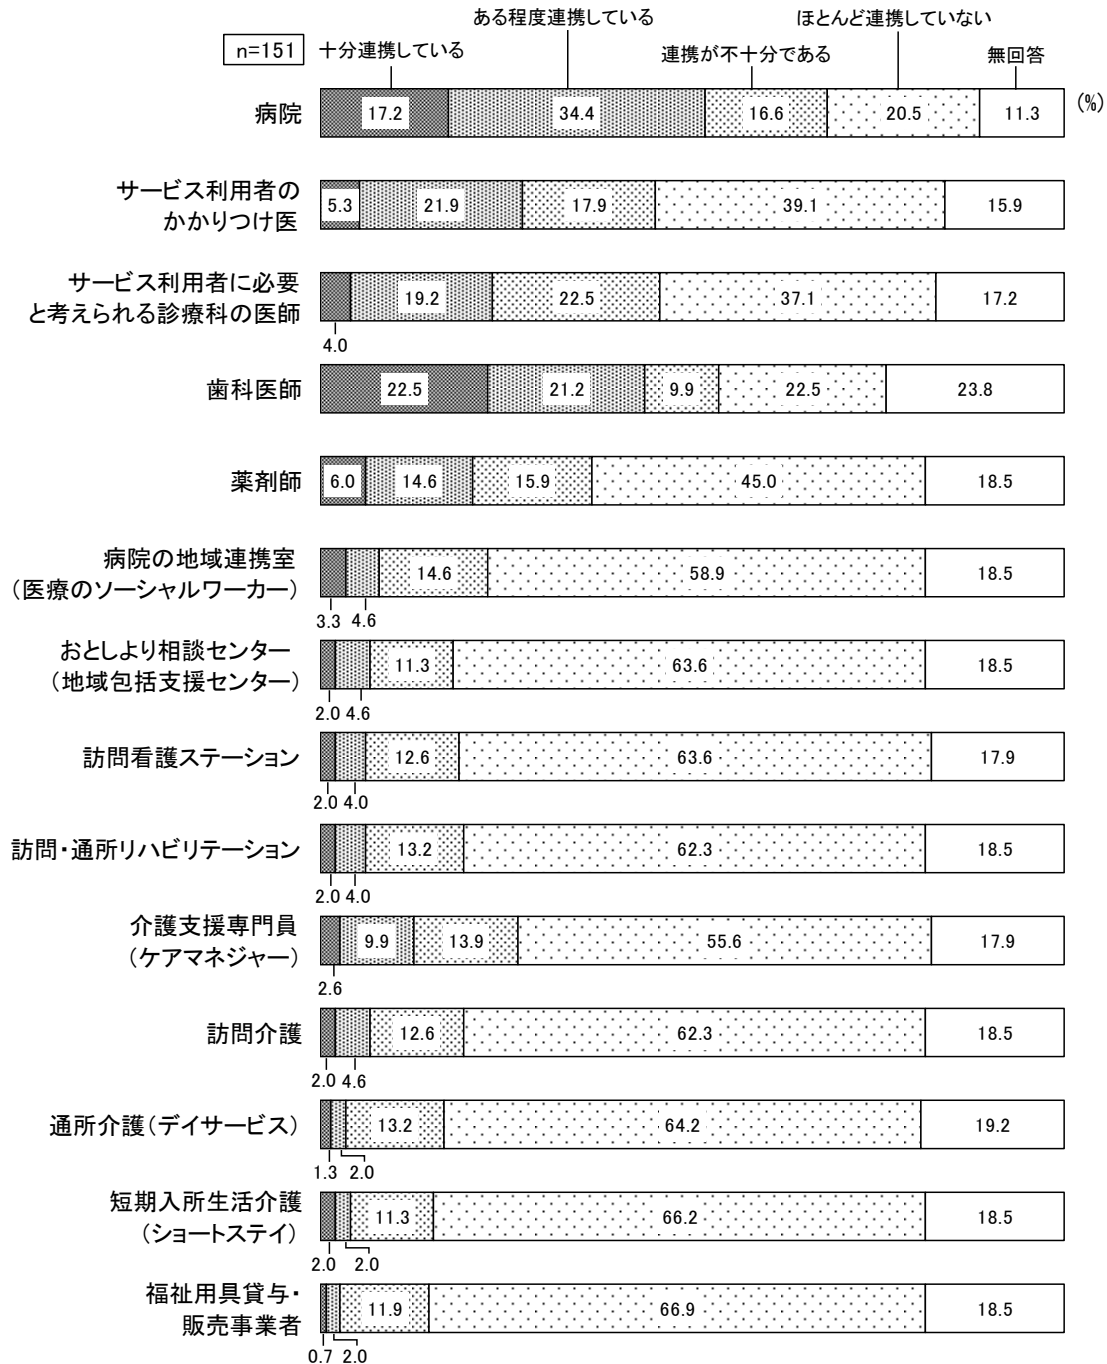 ある程度連携している
ほとんど連携していない
n=151
十分連携している
連携が不十分である
無回答
(%)
病院
17.2 34.4 16.6 20.5 11.3
サービス利用者の
かかりつけ医
5.3 21.9 17.9 39.1 15.9
サービス利用者に必要
と考えられる診療科の医師
19.2 22.5 37.1 17.2
4.0
歯科医師
22.5 21.2 9.9 22.5 23.8
薬剤師
6.0 14.6 15.9 45.0 18.5
病院の地域連携室
(医療のソーシャルワーカー)
14.6 58.9 18.5
3.3 4.6
おとしより相談センター
(地域包括支援センター)
11.3 63.6 18.5
2.0 4.6
訪問看護ステーション
12.6 63.6 17.9
2.0 4.0
訪問・通所リハビリテーション
13.2 62.3 18.5
2.0 4.0
介護支援専門員
(ケアマネジャー)
9.9 13.9 55.6 17.9
2.6
訪問介護
12.6 62.3 18.5
2.0 4.6
通所介護(デイサービス)
13.2 64.2 19.2
1.3 2.0
短期入所生活介護
(ショートステイ)
11.3 66.2 18.5
2.0 2.0
福祉用具貸与・
販売事業者
11.9 66.9 18.5
0.7 2.0